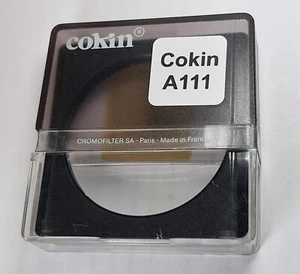 cokin®
Cokin
A111
CROMOFILTER SA - Paris - Made in France